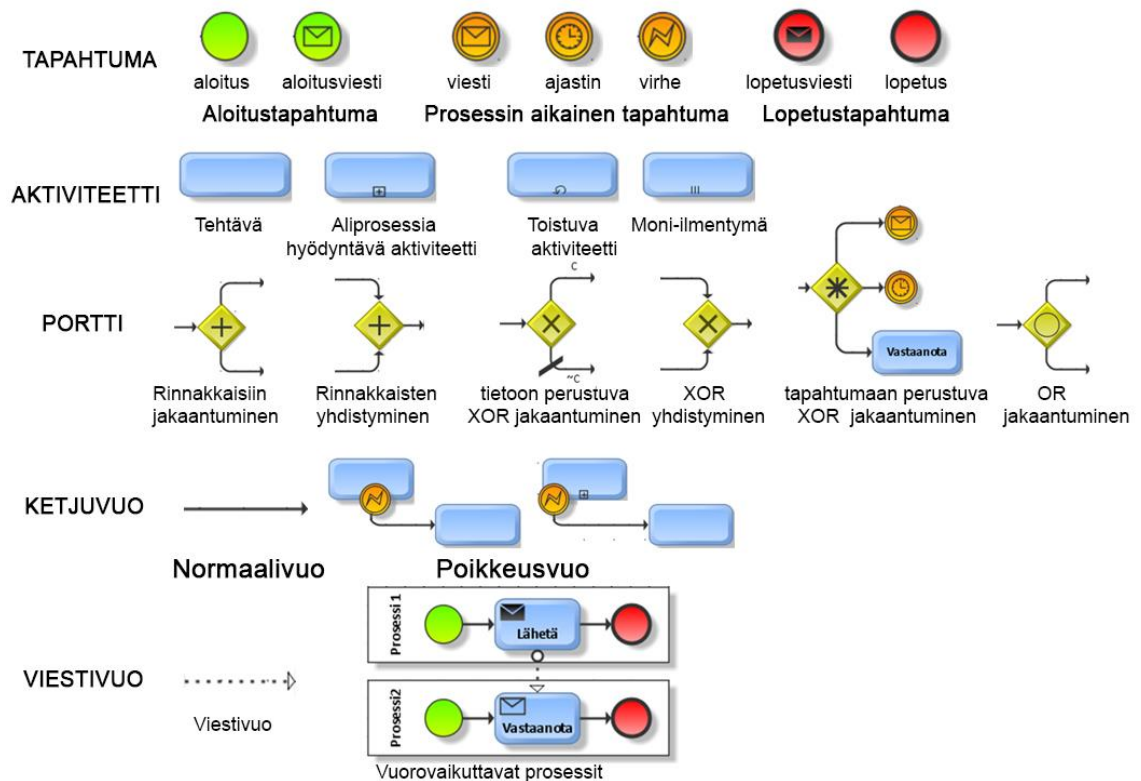 TAPAHTUMA
aloitus aloitusviesti viesti ajastin virhe lopetusviesti lopetus
Aloitustapahtuma Prosessin aikainen tapahtuma Lopetustapahtuma
AKTIVITEETTI
Tehtävä Aliprosessia Toistuva Moni-ilmentymä
hyödyntävä aktiviteetti aktiviteetti
PORTTI
C
~C
Vastaanota
Rinnakkaisiin Rinnakkaisten tietoon perustuva XOR tapahtumaan perustuva OR
jakaantuminen yhdistyminen XOR jakaantuminen yhdistyminen XOR jakaantuminen jakaantuminen
KETJUVUO
Normaalivuo Poikkeusvuo
Prosessi 1
Lähetä
VIESTIVUO
Viestivuo
Prosessi2
Vastaanota
Vuorovaikuttavat prosessit